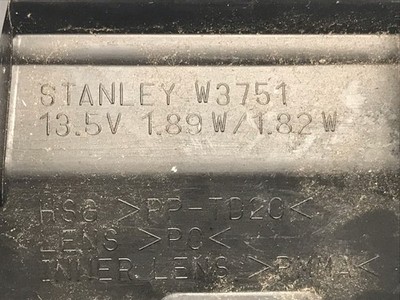 STANLEY W3751
13.5V 1.89W/1.82W
HSG >PP-TD20<
LENS >PC<
INNER LENS >PMMA<